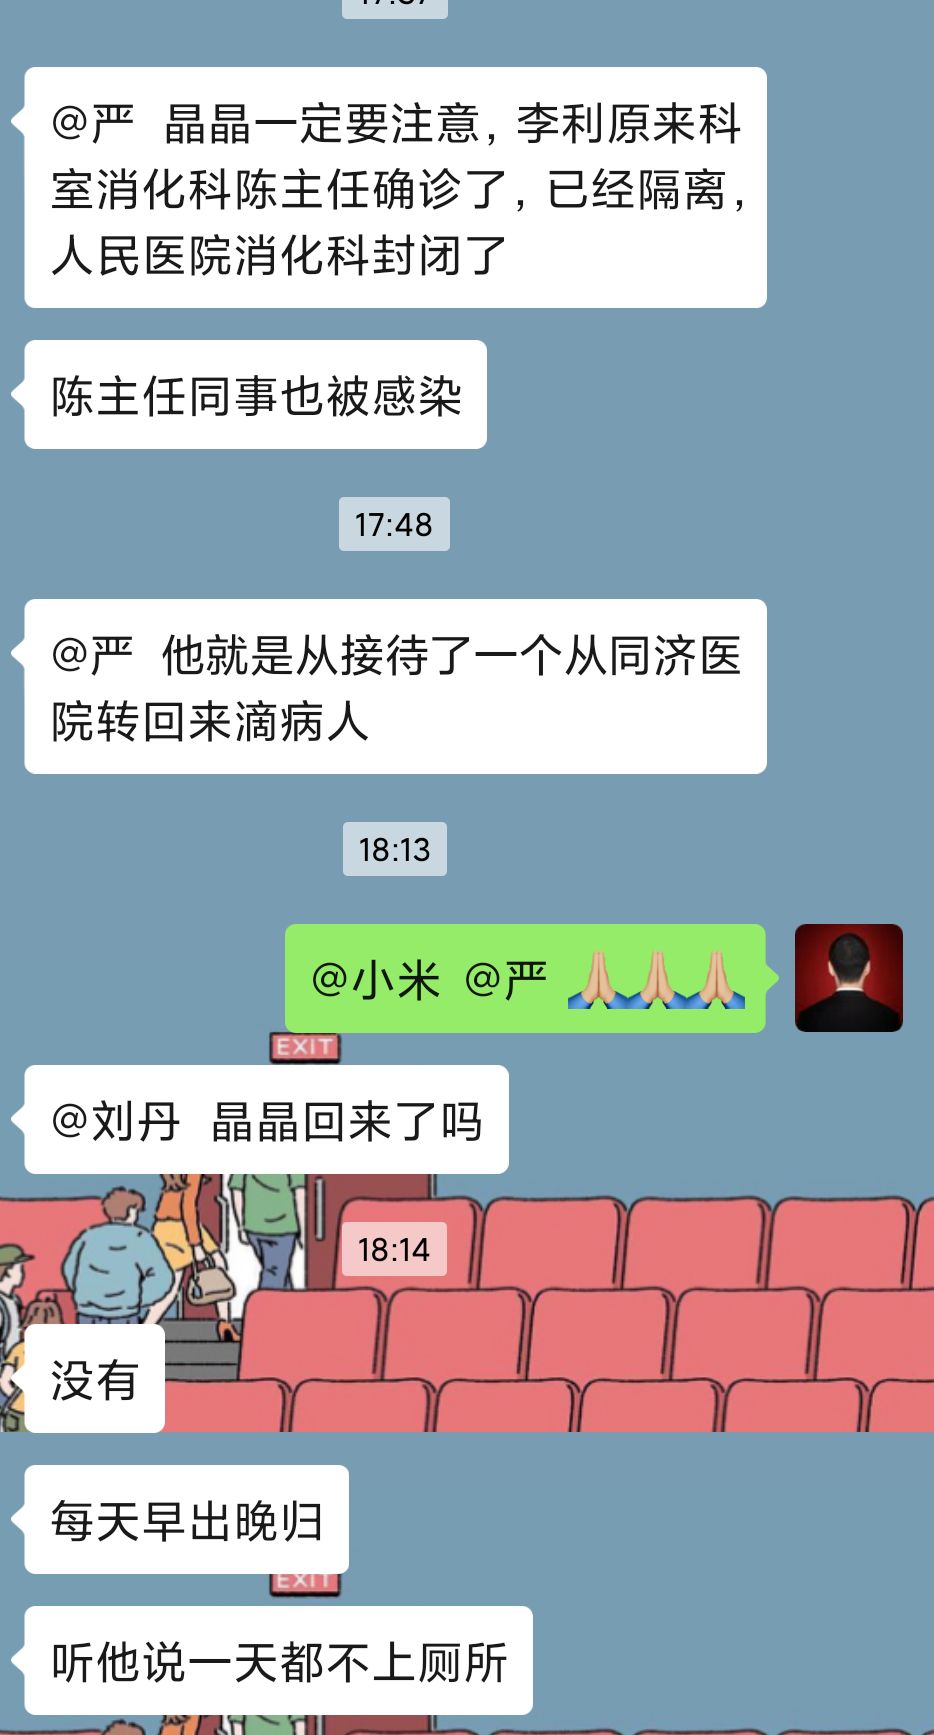 @严 晶晶一定要注意，李利原来科
室消化科陈主任确诊了，已经隔离，
人民医院消化科封闭了
陈主任同事也被感染
17:48
@严 他就是从接待了一个从同济医
院转回来滴病人
18:13
@小米 @严 🙏🏼🙏🏼🙏🏼
EXIT
@刘丹 晶晶回来了吗
18:14
没有
每天早出晚归
EXIT
听他说一天都不上厕所